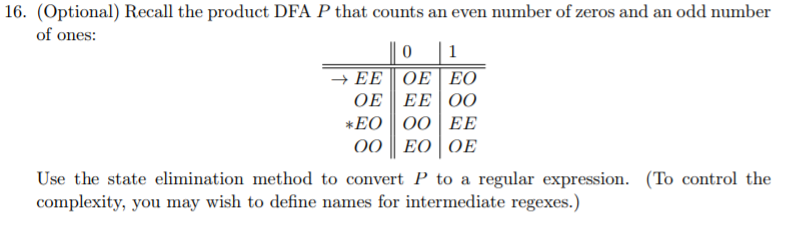 16. (Optional) Recall the product DFA P that counts an even number of zeros and an odd number
of ones:
0 1
→ EE OE EO
OE EE OO
*EO OO EE
OO EO OE
Use the state elimination method to convert P to a regular expression. (To control the
complexity, you may wish to define names for intermediate regexes.)